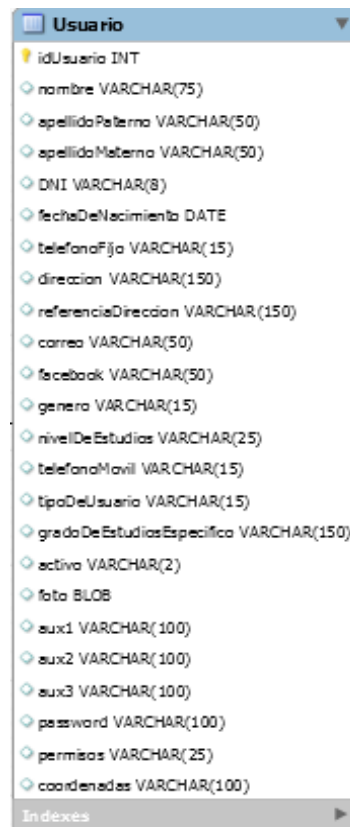 Usuario
idUsuario INT
nombre VARCHAR(75)
apellidoPaterno VARCHAR(50)
apellidoMaterno VARCHAR(50)
DNI VARCHAR(8)
fechaDeNacimiento DATE
telefonoFijo VARCHAR(15)
direccion VARCHAR(150)
referenciaDireccion VARCHAR(150)
correo VARCHAR(50)
facebook VARCHAR(50)
genero VARCHAR(15)
nivelDeEstudios VARCHAR(25)
telefonoMovil VARCHAR(15)
tipoDeUsuario VARCHAR(15)
gradoDeEstudiosEspecifico VARCHAR(150)
activo VARCHAR(2)
foto BLOB
aux1 VARCHAR(100)
aux2 VARCHAR(100)
aux3 VARCHAR(100)
password VARCHAR(100)
permisos VARCHAR(25)
coordenadas VARCHAR(100)
Indexes